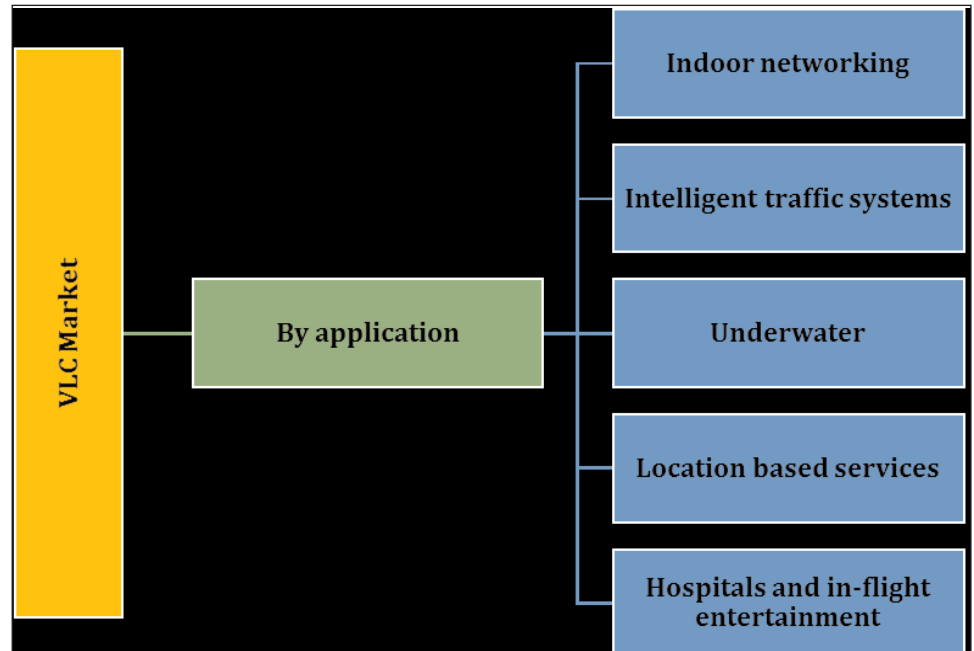 VLC Market
By application
Indoor networking
Intelligent traffic systems
Underwater
Location based services
Hospitals and in-flight
entertainment